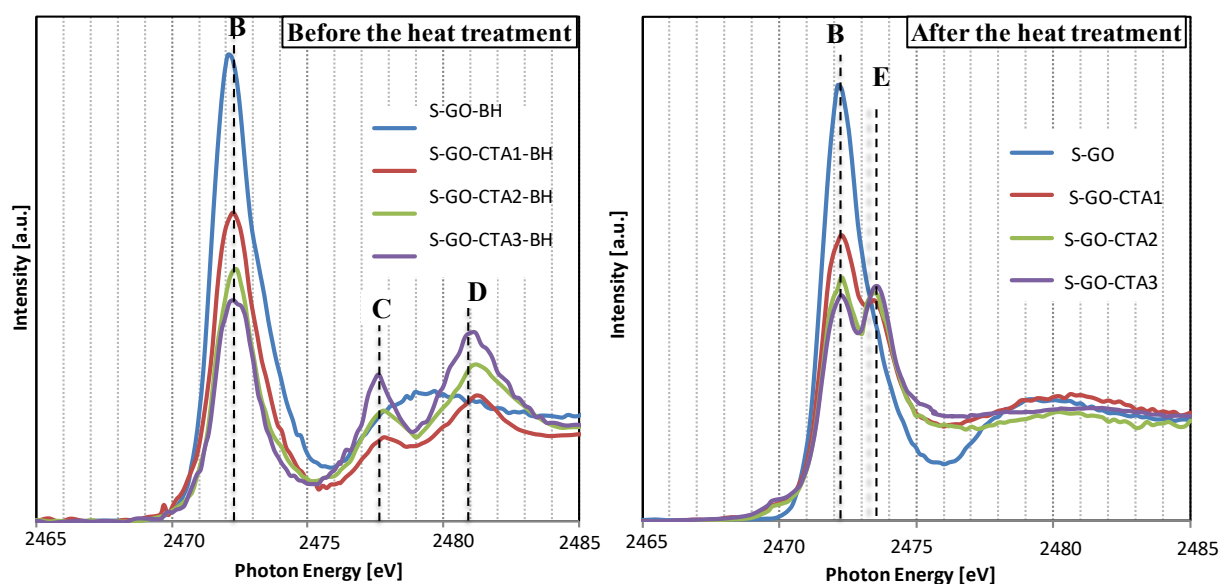 Before the heat treatment
B
C
D
S-GO-BH
S-GO-CTA1-BH
S-GO-CTA2-BH
S-GO-CTA3-BH
Intensity [a.u.]
2465 2470 2475 2480 2485
Photon Energy [eV]
After the heat treatment
B
E
S-GO
S-GO-CTA1
S-GO-CTA2
S-GO-CTA3
Intensity [a.u.]
2465 2470 2475 2480 2485
Photon Energy [eV]